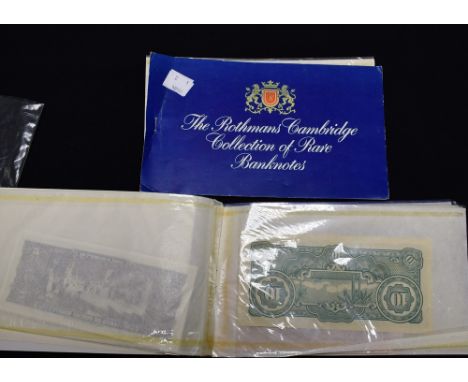 The Rothmans Cambridge
Collection of Rare
Banknotes